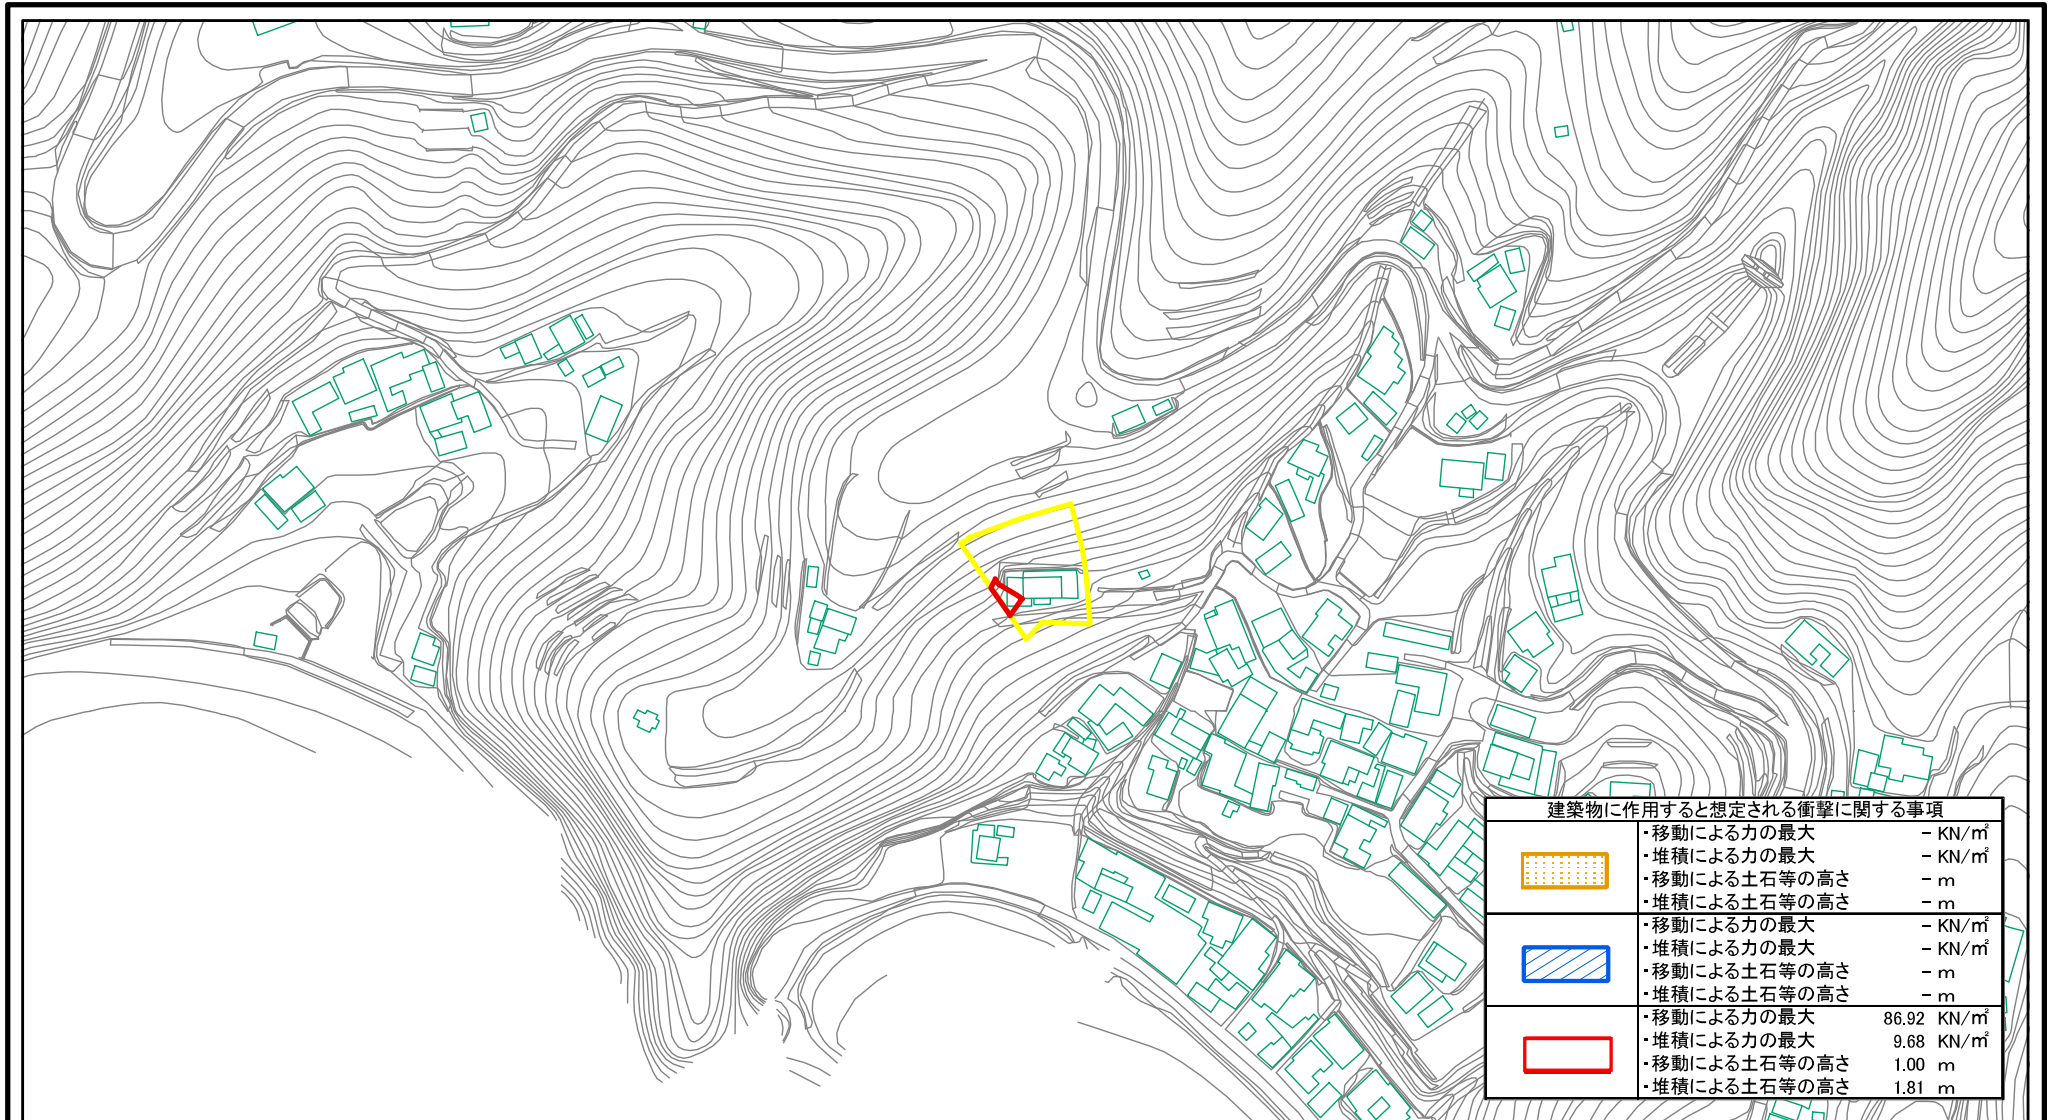 建築物に作用すると想定される衝撃に関する事項
・移動による力の最大 - KN/㎡
・堆積による力の最大 - KN/㎡
・移動による土石等の高さ - m
・堆積による土石等の高さ - m
・移動による力の最大 - KN/㎡
・堆積による力の最大 - KN/㎡
・移動による土石等の高さ - m
・堆積による土石等の高さ - m
・移動による力の最大 86.92 KN/㎡
・堆積による力の最大 9.68 KN/㎡
・移動による土石等の高さ 1.00 m
・堆積による土石等の高さ 1.81 m